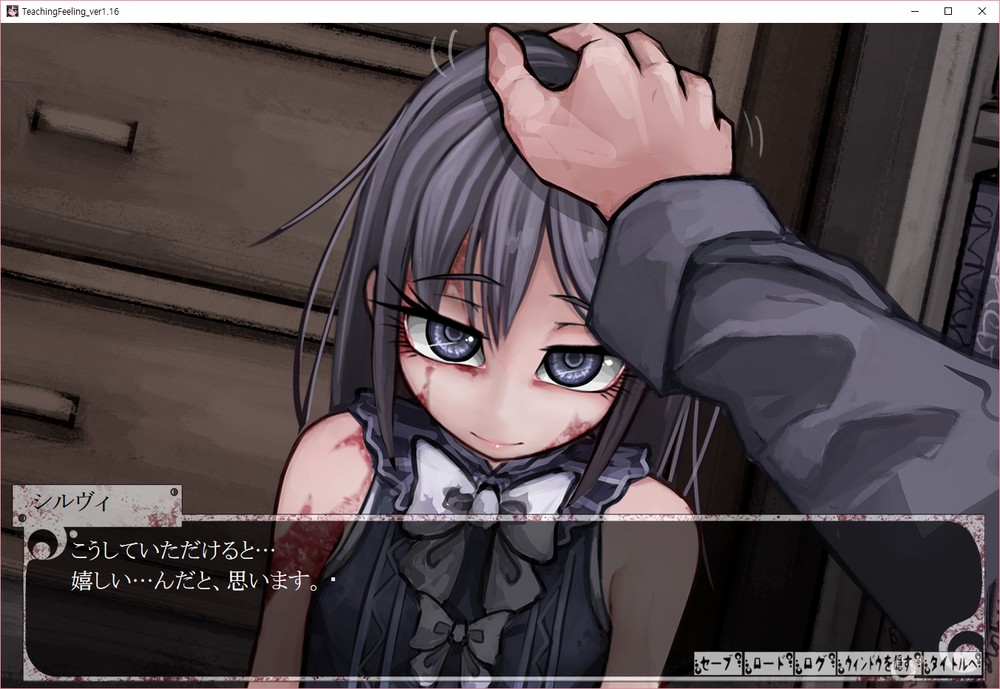 TeachingFeeling_ver1.16
シルヴィ
こうしていただけると…
嬉しい…んだと、思います。
セーブ ロード ログ ウィンドウを隠す タイトルへ